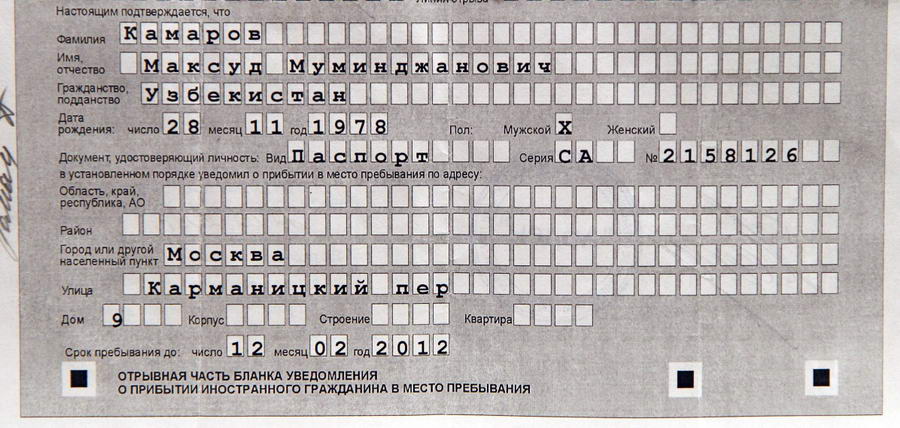 Линия отрыва
Настоящим подтверждается, что
Фамилия Камаров
Имя, отчество Максуд Муминджанович
Гражданство, подданство Узбекистан
Дата рождения: число 28 месяц 11 год 1978 Пол: Мужской X Женский
Документ, удостоверяющий личность: Вид Паспорт Серия СА № 2158126
в установленном порядке уведомил о прибытии в место пребывания по адресу:
Область, край, республика, АО
Район
Город или другой населенный пункт Москва
Улица Карманицкий пер
Дом 9 Корпус Строение Квартира
Срок пребывания до: число 12 месяц 02 год 2012
ОТРЫВНАЯ ЧАСТЬ БЛАНКА УВЕДОМЛЕНИЯ
О ПРИБЫТИИ ИНОСТРАННОГО ГРАЖДАНИНА В МЕСТО ПРЕБЫВАНИЯ